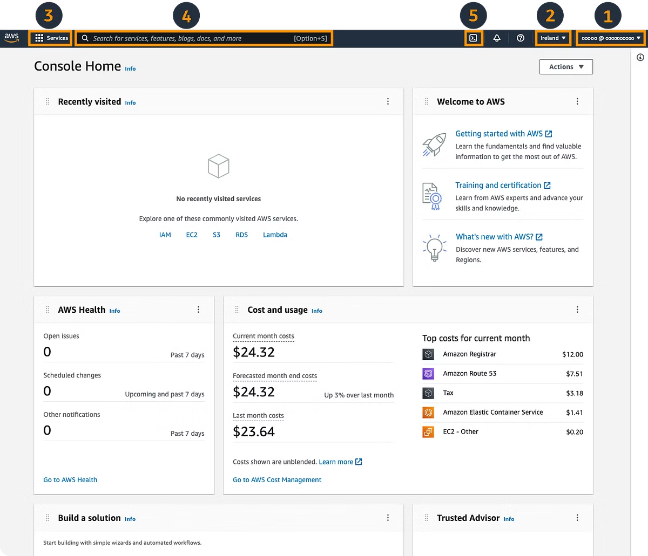 3 4 5 2 1
aws Services Search for services, features, blogs, docs, and more [Option+S] Ireland
Console Home Info Actions
Recently visited Info
No recently visited services
Explore one of these commonly visited AWS services.
IAM EC2 S3 RDS Lambda
Welcome to AWS
Getting started with AWS
Learn the fundamentals and find valuable
information to get the most out of AWS.
Training and certification
Learn from AWS experts and advance your
skills and knowledge.
What's new with AWS?
Discover new AWS services, features, and
Regions.
AWS Health Info
Open issues
0 Past 7 days
Scheduled changes
0 Upcoming and past 7 days
Other notifications
0 Past 7 days
Go to AWS Health
Cost and usage Info
Current month costs
$24.32
Forecasted month end costs
$24.32 Up 3% over last month
Last month costs
$23.64
Costs shown are unblended. Learn more
Go to AWS Cost Management
Top costs for current month
Amazon Registrar $12.00
Amazon Route 53 $7.51
Tax $3.18
Amazon Elastic Container Service $1.41
EC2 - Other $0.20
Build a solution Info
Start building with simple wizards and automated workflows.
Trusted Advisor Info